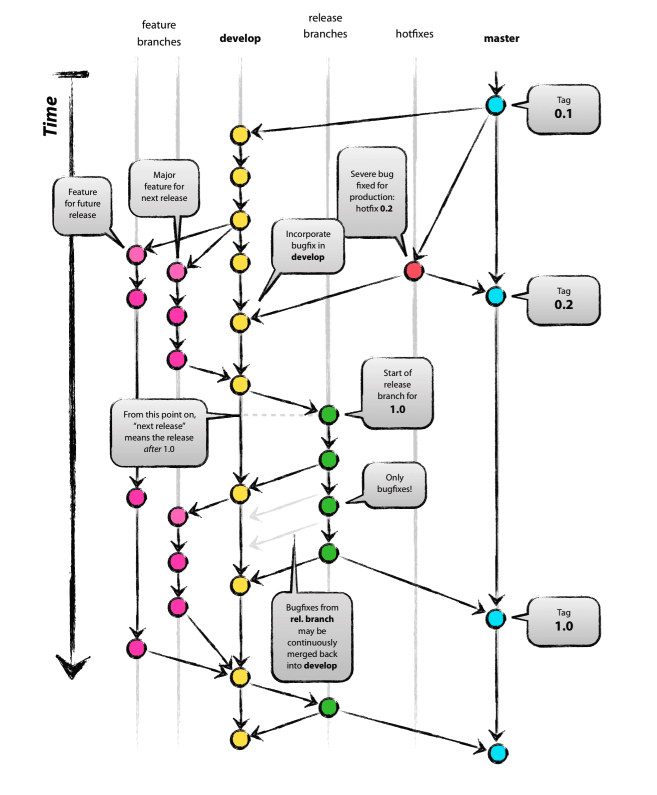 feature
branches
develop
release
branches
hotfixes
master
Time
Tag
0.1
Feature
for future
release
Major
feature for
next release
Severe bug
fixed for
production:
hotfix 0.2
Incorporate
bugfix in
develop
Tag
0.2
Start of
release
branch for
1.0
From this point on,
“next release”
means the release
after 1.0
Only
bugfixes!
Bugfixes from
rel. branch
may be
continuously
merged back
into develop
Tag
1.0